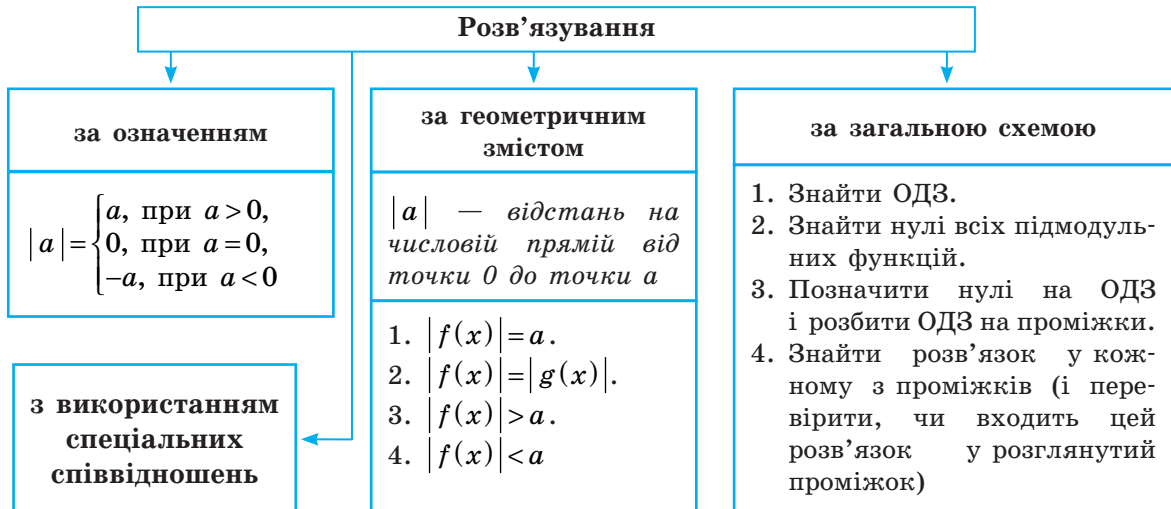 Розв’язування
за означенням
|a|={a, при a>0,
0, при a=0,
–a, при a<0
з використанням
спеціальних
співвідношень
за геометричним
змістом
|a| — відстань на
числовій прямій від
точки 0 до точки a
1. |f(x)|=a.
2. |f(x)|=|g(x)|.
3. |f(x)|>a.
4. |f(x)|<a
за загальною схемою
1. Знайти ОДЗ.
2. Знайти нулі всіх підмодуль-
них функцій.
3. Позначити нулі на ОДЗ
і розбити ОДЗ на проміжки.
4. Знайти розв’язок у кож-
ному з проміжків (і пере-
вірити, чи входить цей
розв’язок у розглянутий
проміжок)